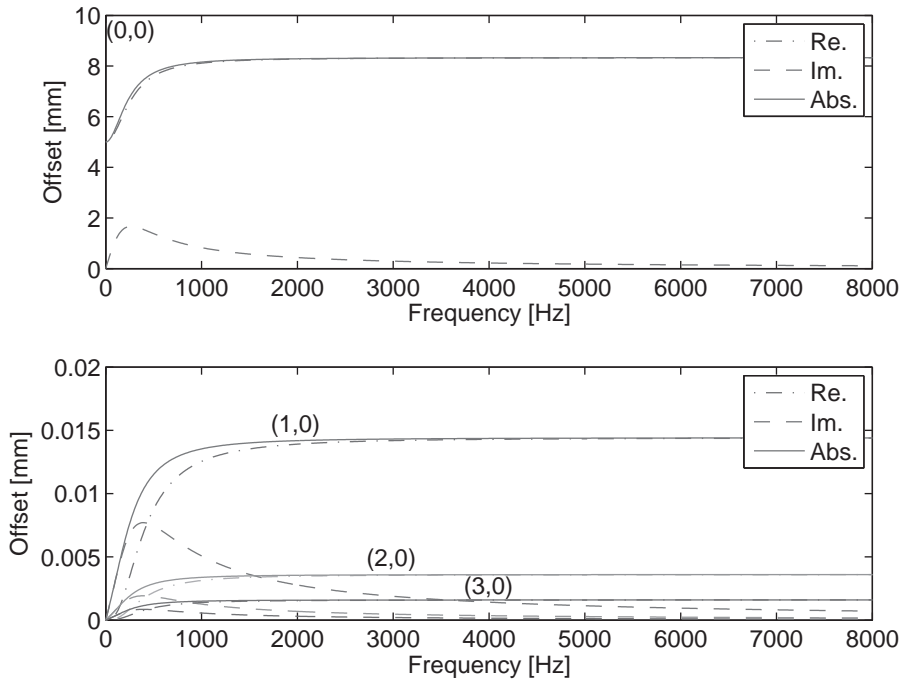 10
(0,0)
8
6
4
2
0
Offset [mm]
Re.
Im.
Abs.
0 1000 2000 3000 4000 5000 6000 7000 8000
Frequency [Hz]
0.02
0.015
0.01
0.005
0
Offset [mm]
(1,0)
(2,0)
(3,0)
Re.
Im.
Abs.
0 1000 2000 3000 4000 5000 6000 7000 8000
Frequency [Hz]